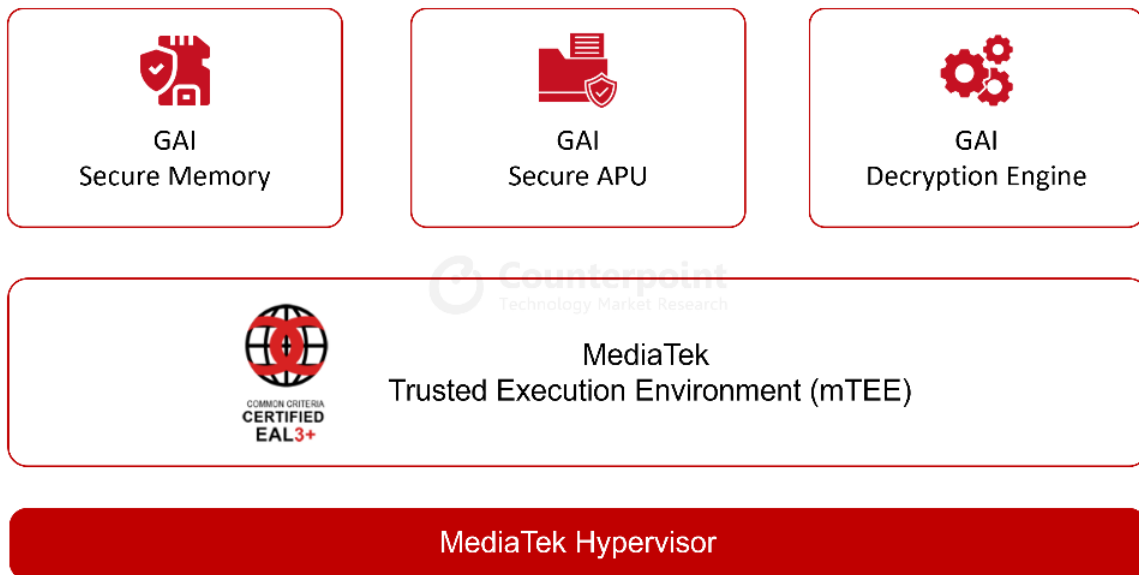 GAI
Secure Memory
GAI
Secure APU
GAI
Decryption Engine
Counterpoint
Technology Market Research
COMMON CRITERIA
CERTIFIED
EAL3+
MediaTek
Trusted Execution Environment (mTEE)
MediaTek Hypervisor